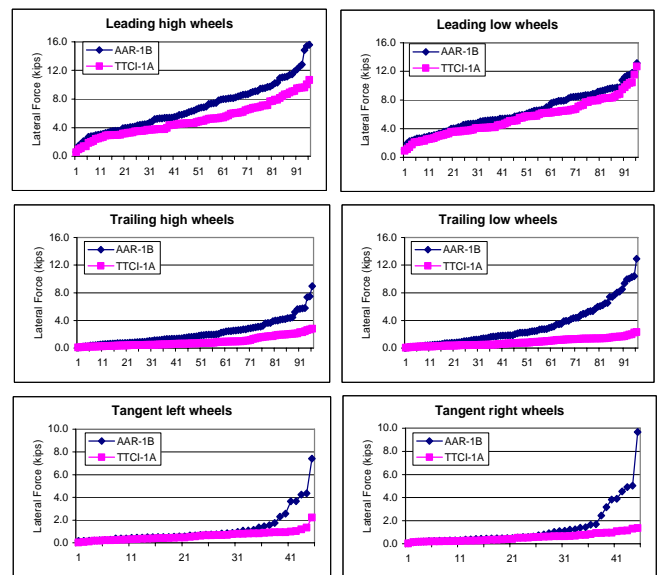 Leading high wheels
16.0
12.0
8.0
4.0
0.0
Lateral Force (kips)
AAR-1B
TTCI-1A
1 11 21 31 41 51 61 71 81 91
Leading low wheels
16.0
12.0
8.0
4.0
0.0
Lateral Force (kips)
AAR-1B
TTCI-1A
1 11 21 31 41 51 61 71 81 91
Trailing high wheels
16.0
12.0
8.0
4.0
0.0
Lateral Force (kips)
AAR-1B
TTCI-1A
1 11 21 31 41 51 61 71 81 91
Trailing low wheels
16.0
12.0
8.0
4.0
0.0
Lateral Force (kips)
AAR-1B
TTCI-1A
1 11 21 31 41 51 61 71 81 91
Tangent left wheels
10.0
8.0
6.0
4.0
2.0
0.0
Lateral Force (kips)
AAR-1B
TTCI-1A
1 11 21 31 41
Tangent right wheels
10.0
8.0
6.0
4.0
2.0
0.0
Lateral Force (kips)
AAR-1B
TTCI-1A
1 11 21 31 41